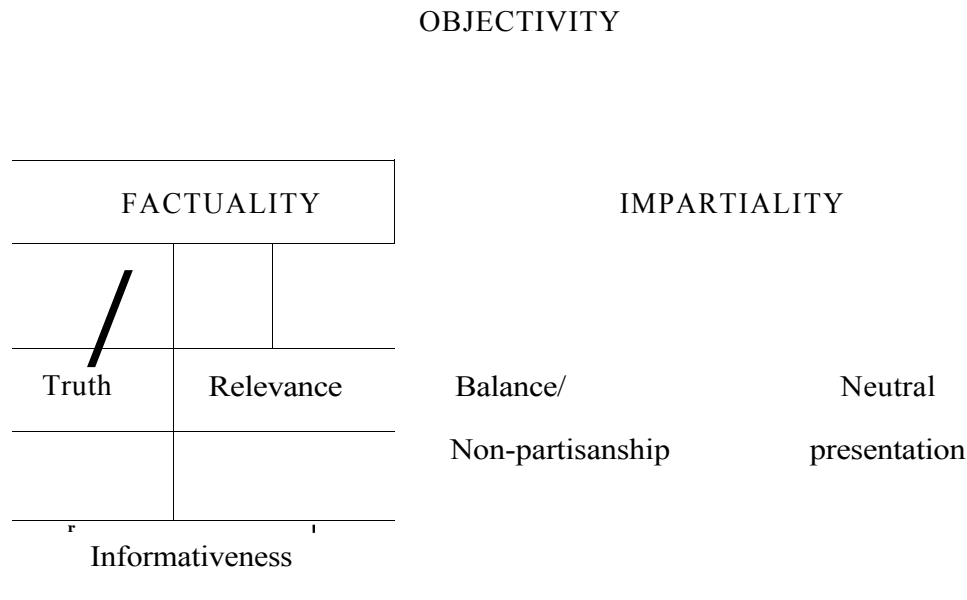 OBJECTIVITY
FACTUALITY IMPARTIALITY
Truth Relevance Balance/ Neutral
Non-partisanship presentation
Informativeness